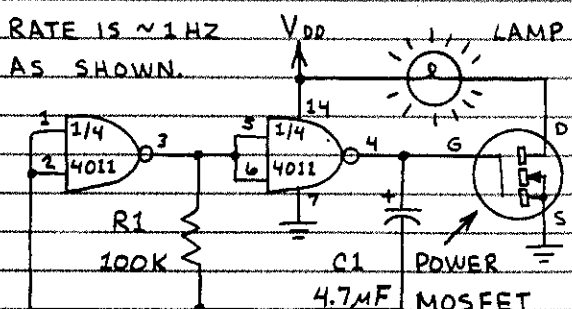 RATE IS ~1 HZ
AS SHOWN.
VDD
LAMP
14
1
2
1/4
4011
3
5
6
1/4
4011
4
7
G
D
S
R1
100K
+
C1
4.7µF
POWER
MOSFET